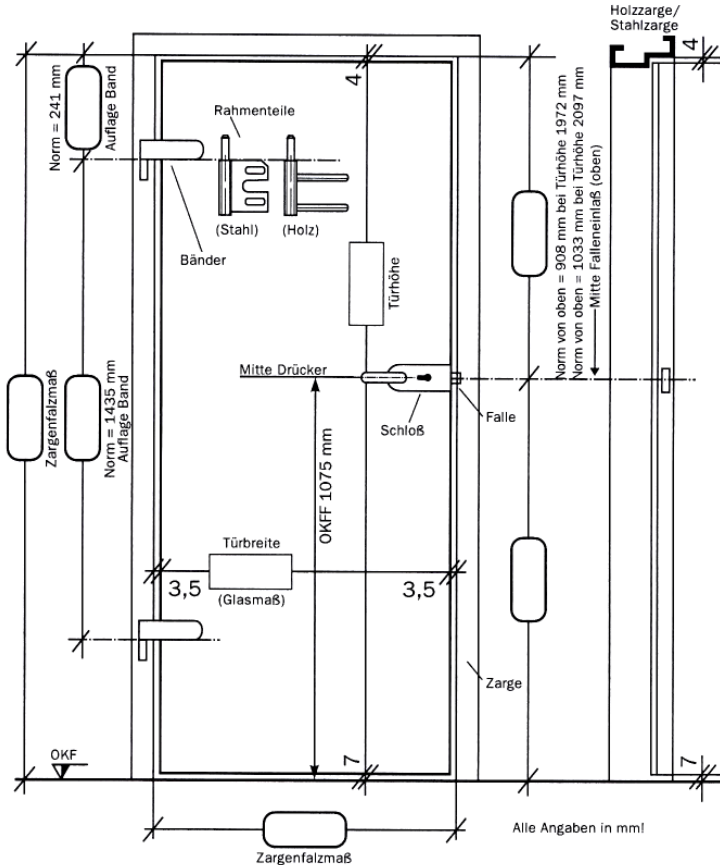 Holzzarge/
Stahlzarge
4
4
Norm = 241 mm
Auflage Band
Rahmenteile
(Stahl)
(Holz)
Bänder
Türhöhe
Norm von oben = 908 mm bei Türhöhe 1972 mm
Norm von oben = 1033 mm bei Türhöhe 2097 mm
Mitte Falleneinlaß (oben)
Mitte Drücker
Schloß
Falle
Zargenfalzmaß
Norm = 1435 mm
Auflage Band
OKFF 1075 mm
Türbreite
3,5
(Glasmaß)
3,5
Zarge
OKF
7
7
Zargenfalzmaß
Alle Angaben in mm!